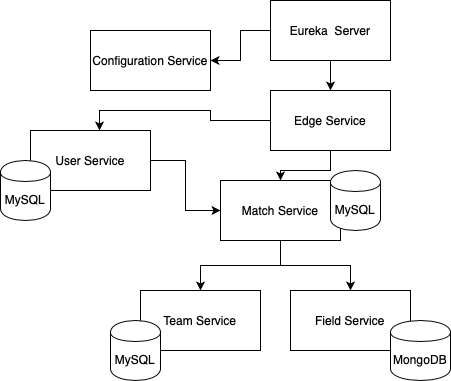 Eureka  Server
Configuration Service
Edge Service
User Service
MySQL
Match Service
MySQL
Team Service
MySQL
Field Service
MongoDB